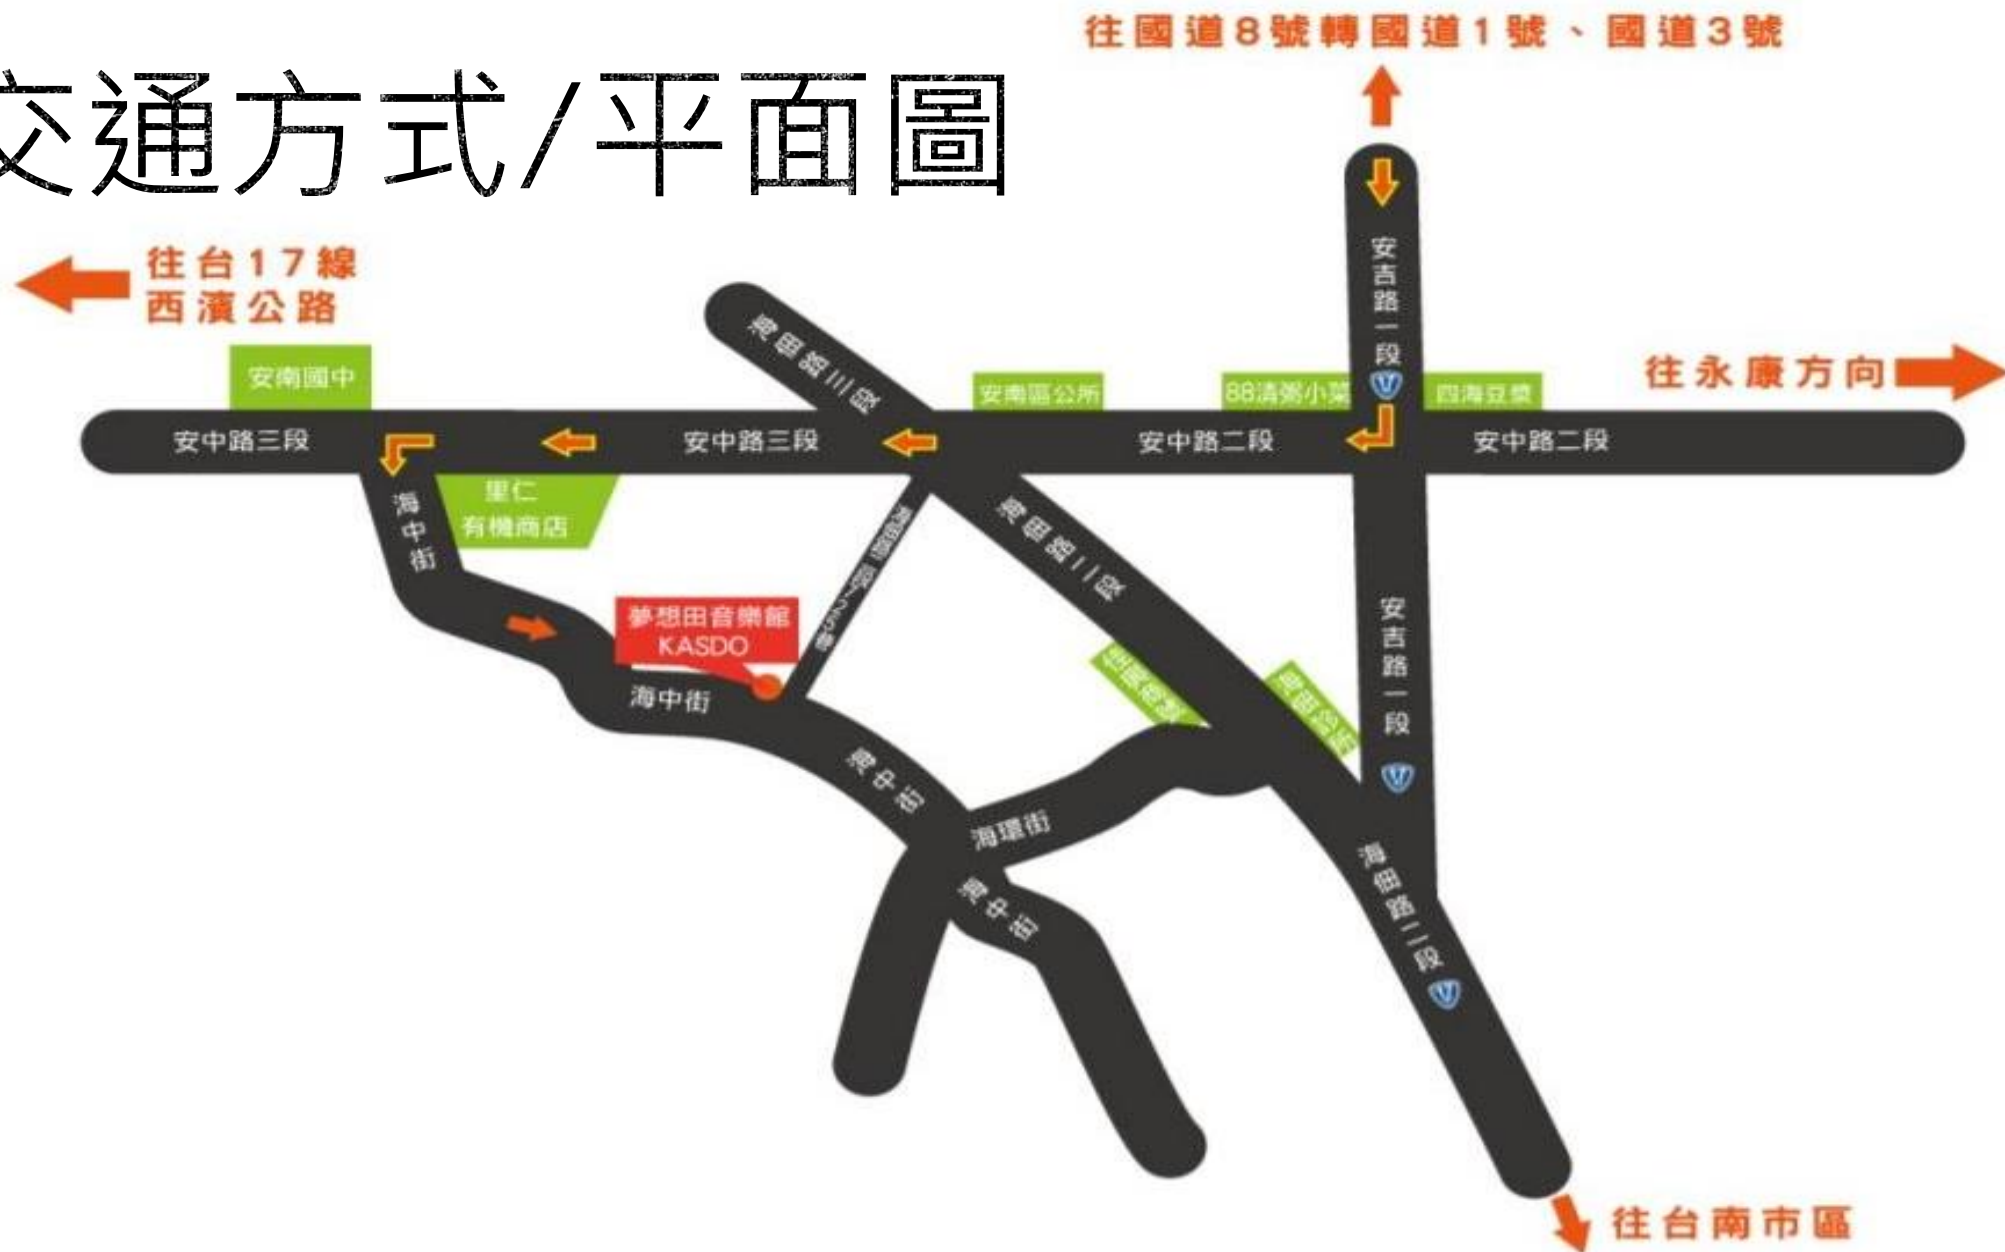 往國道8號轉國道1號、國道3號
交通方式/平面圖
往台17線
西濱公路
安吉路一段
海佃路三段
往永康方向
安南國中
安南區公所
88清粥小菜
四海豆漿
安中路三段
安中路三段
安中路二段
安中路二段
里仁
有機商店
海中街
海佃路二段
夢想田音樂館
KASDO
安吉路一段
海中街
海中街
海環街
海中街
海佃路二段
往台南市區